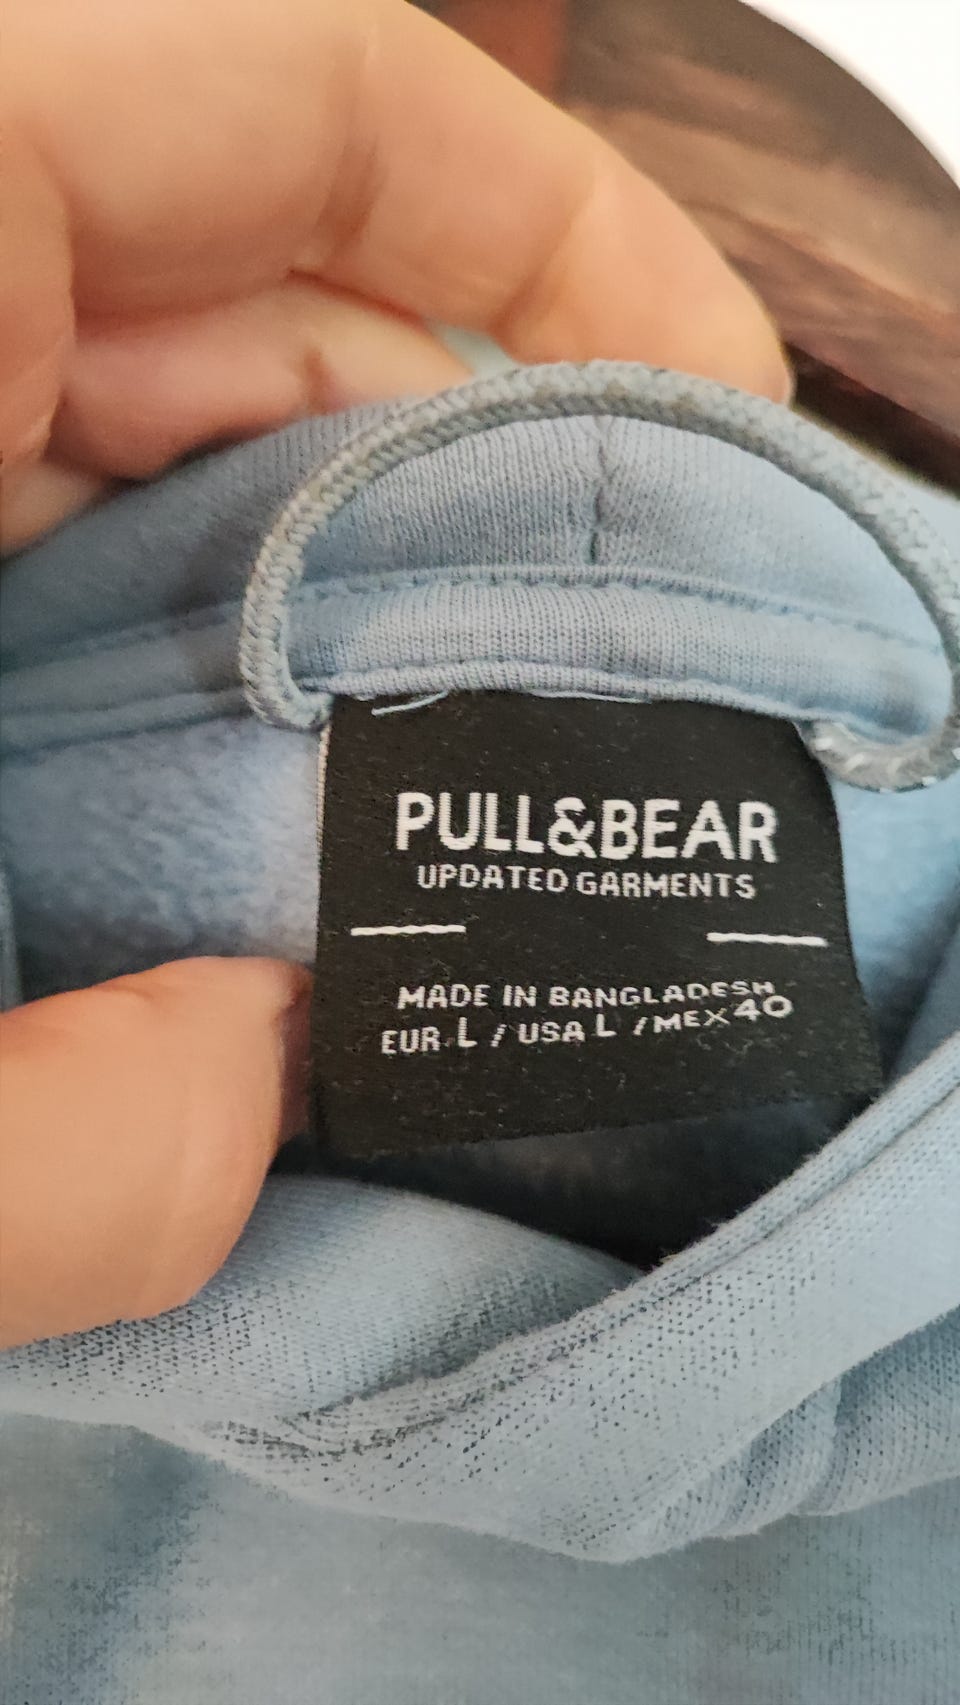 PULL&BEAR
UPDATED GARMENTS
MADE IN BANGLADESH
EUR L / USA L / MEX 40